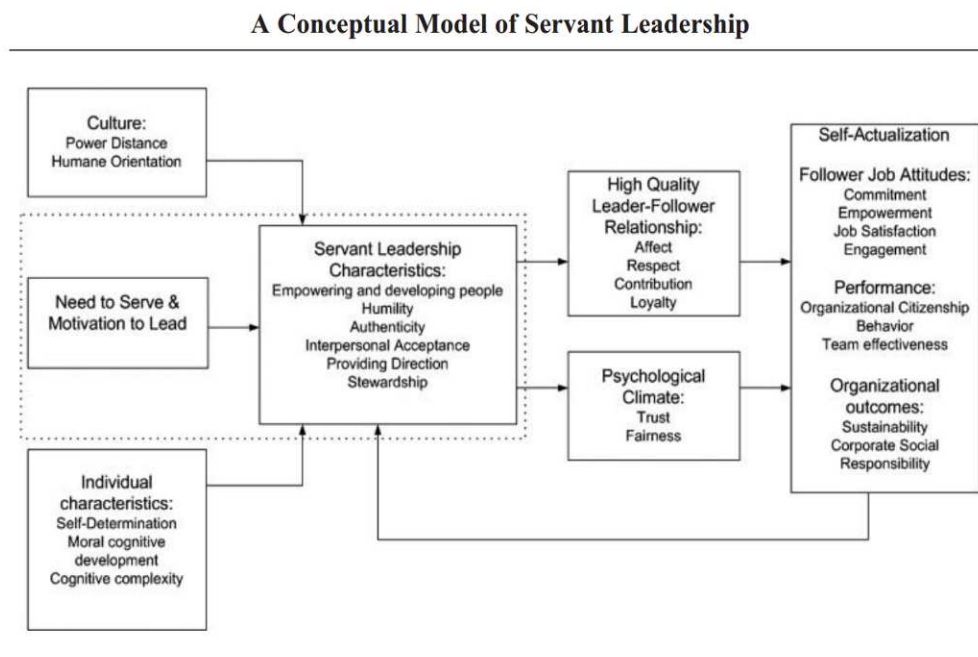 A Conceptual Model of Servant Leadership
Culture:
Power Distance
Humane Orientation
Need to Serve &
Motivation to Lead
Individual
characteristics:
Self-Determination
Moral cognitive
development
Cognitive complexity
Servant Leadership
Characteristics:
Empowering and developing people
Humility
Authenticity
Interpersonal Acceptance
Providing Direction
Stewardship
High Quality
Leader-Follower
Relationship:
Affect
Respect
Contribution
Loyalty
Psychological
Climate:
Trust
Fairness
Self-Actualization
Follower Job Attitudes:
Commitment
Empowerment
Job Satisfaction
Engagement
Performance:
Organizational Citizenship
Behavior
Team effectiveness
Organizational
outcomes:
Sustainability
Corporate Social
Responsibility